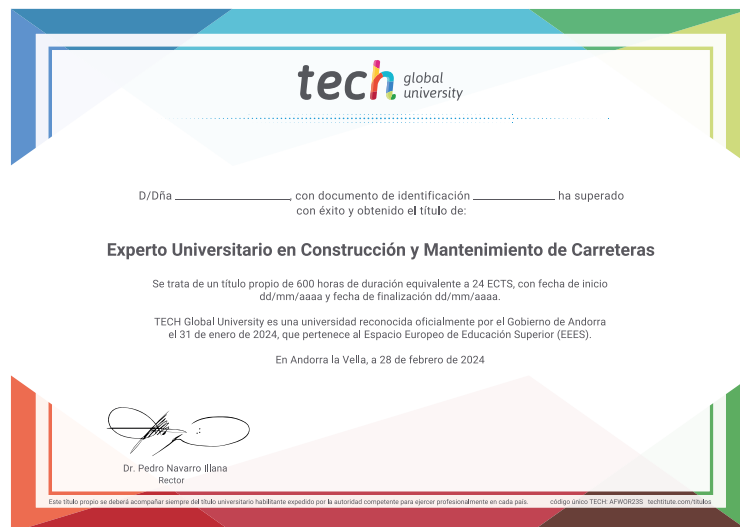 tech global university
D/Dña ____________, con documento de identificación ____________ ha superado
con éxito y obtenido el título de:
Experto Universitario en Construcción y Mantenimiento de Carreteras
Se trata de un título propio de 600 horas de duración equivalente a 24 ECTS, con fecha de inicio
dd/mm/aaaa y fecha de finalización dd/mm/aaaa.
TECH Global University es una universidad reconocida oficialmente por el Gobierno de Andorra
el 31 de enero de 2024, que pertenece al Espacio Europeo de Educación Superior (EEES).
En Andorra la Vella, a 28 de febrero de 2024
Dr. Pedro Navarro Illana
Rector
Este título propio se deberá acompañar siempre del título universitario habilitante expedido por la autoridad competente para ejercer profesionalmente en cada país. código único TECH: AFWOR23S techtitute.com/titulos